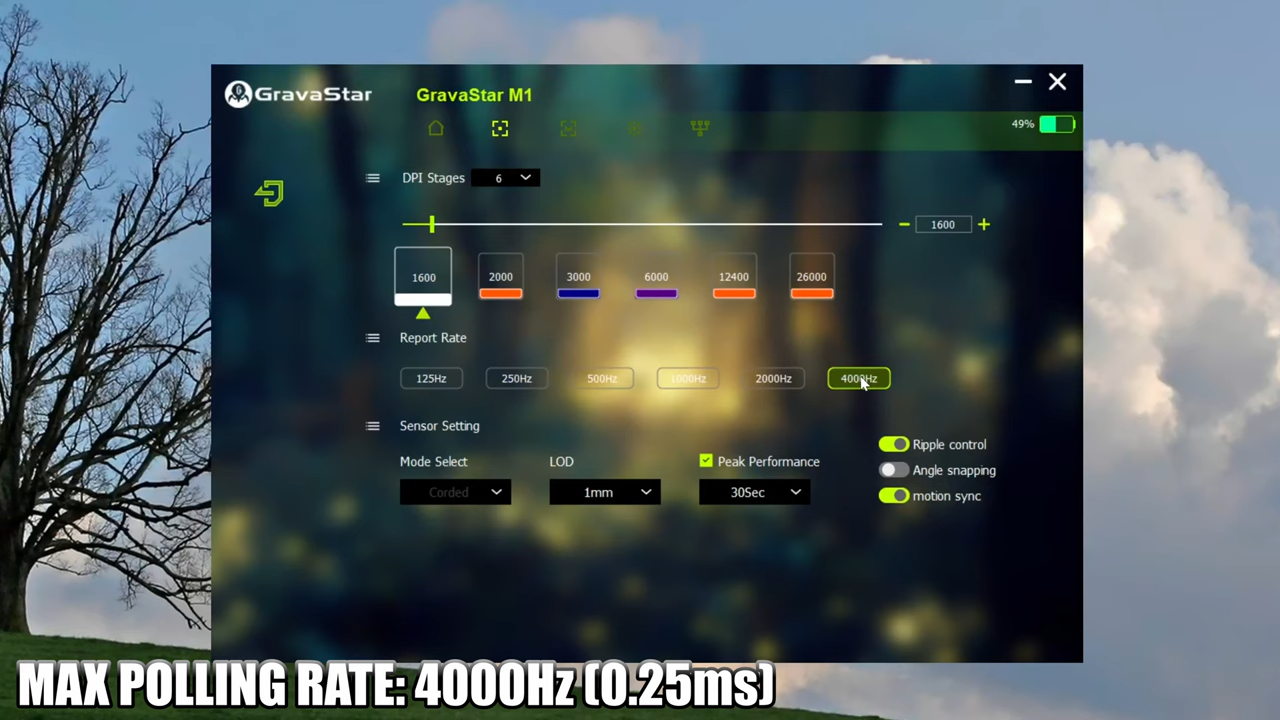 GravaStar
GravaStar M1
49%
DPI Stages 6
1600
1600 2000 3000 6000 12400 26000
Report Rate
125Hz 250Hz 500Hz 1000Hz 2000Hz 4000Hz
Sensor Setting
Ripple control
Mode Select LOD Peak Performance
Angle snapping
Corded 1mm 30Sec
motion sync
MAX POLLING RATE: 4000Hz (0.25ms)